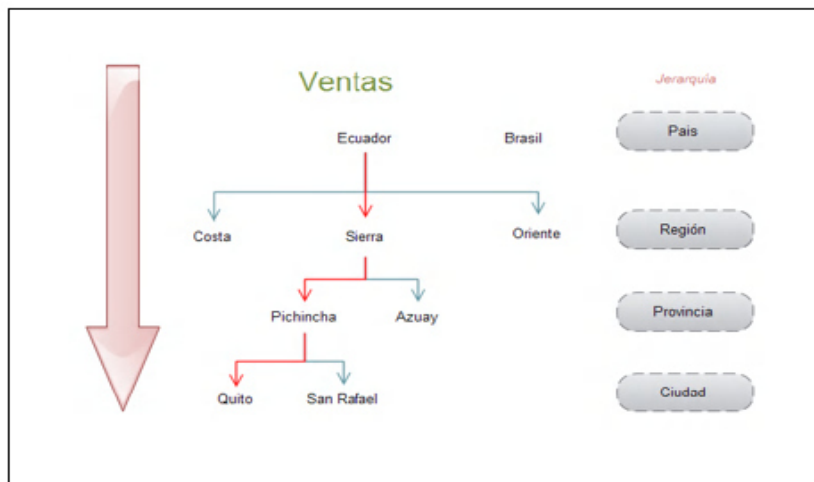 Ventas
Jerarquía
Ecuador
Brasil
Pais
Costa
Sierra
Oriente
Región
Pichincha
Azuay
Provincia
Quito
San Rafael
Ciudad